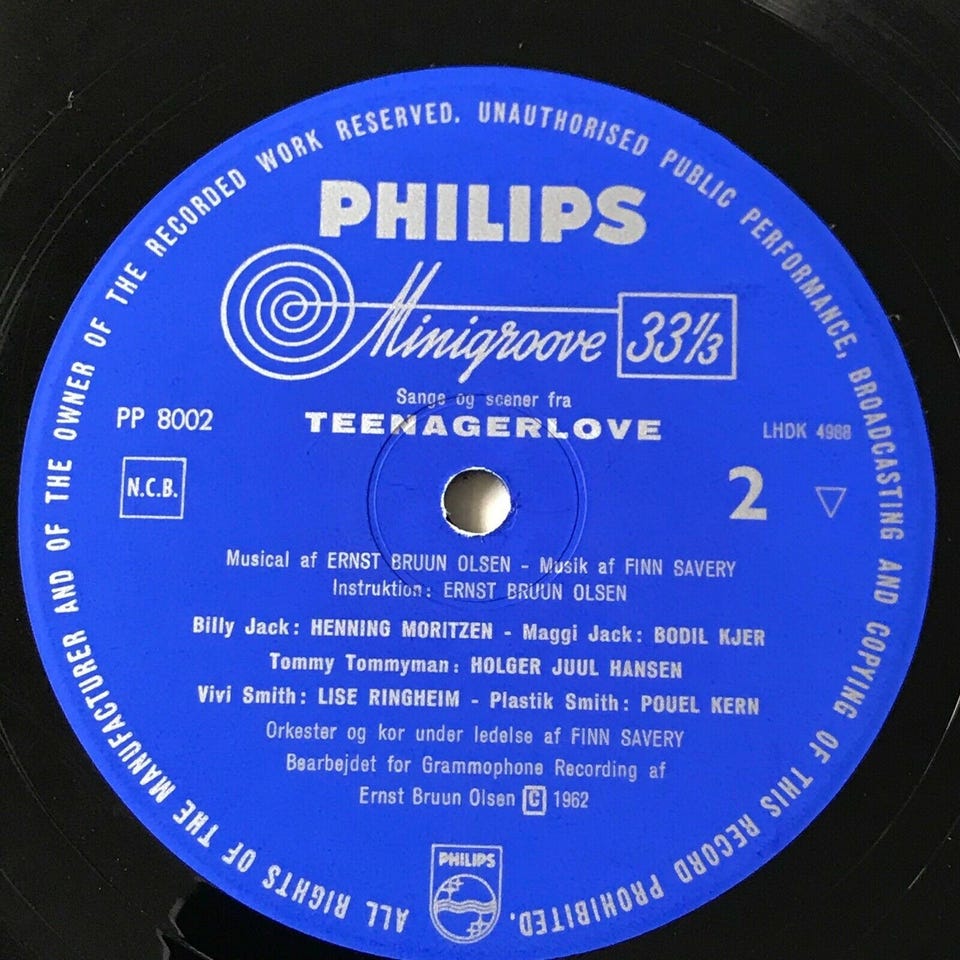 ALL RIGHTS OF THE MANUFACTURER AND OF THE OWNER OF THE RECORDED WORK RESERVED. UNAUTHORISED PUBLIC PERFORMANCE, BROADCASTING AND COPYING OF THIS RECORD PROHIBITED.
PHILIPS
Minigroove 33 1/3
Sange og scener fra
TEENAGERLOVE
PP 8002
LHDK 4988
N.C.B.
2
Musical af ERNST BRUUN OLSEN - Musik af FINN SAVERY
Instruktion: ERNST BRUUN OLSEN
Billy Jack: HENNING MORITZEN - Maggi Jack: BODIL KJER
Tommy Tommyman: HOLGER JUUL HANSEN
Vivi Smith: LISE RINGHEIM - Plastik Smith: POUEL KERN
Orkester og kor under ledelse af FINN SAVERY
Bearbejdet for Grammophone Recording af
Ernst Bruun Olsen C 1962
PHILIPS